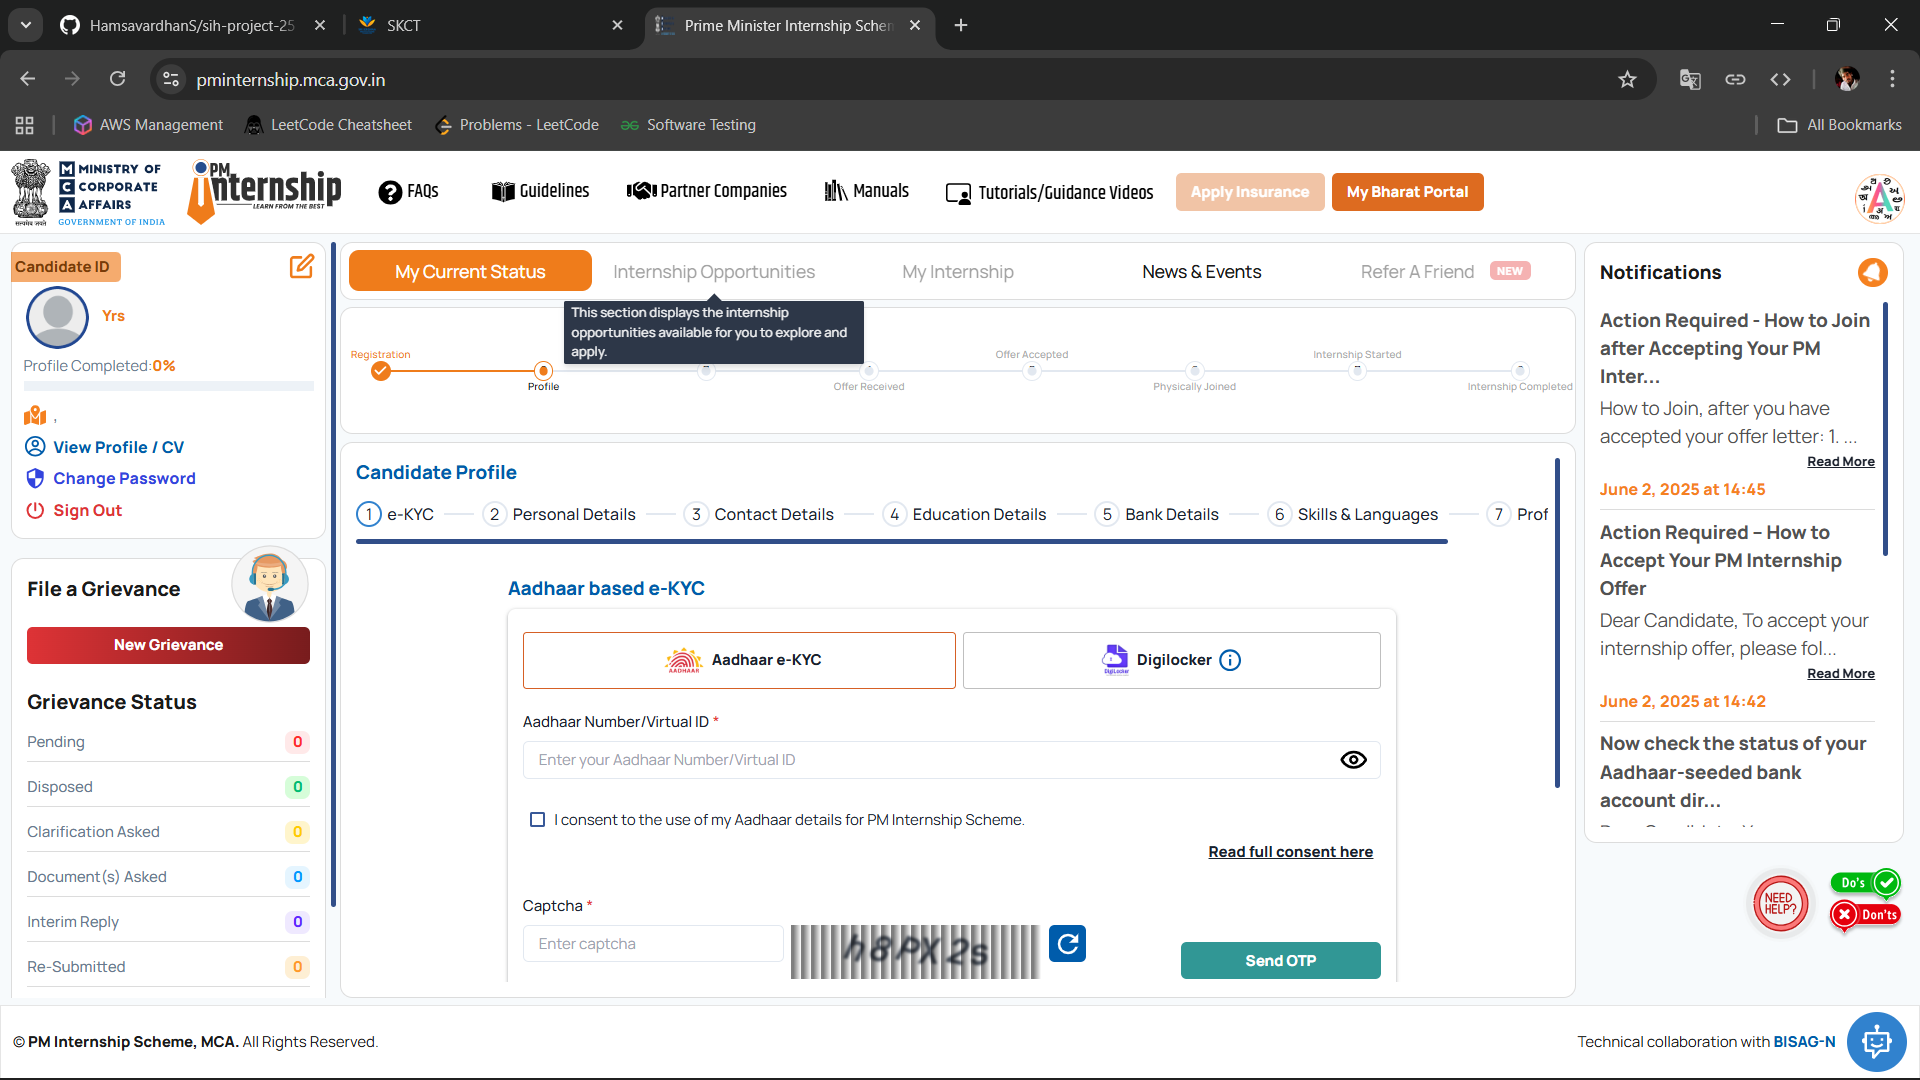 HamsavardhanS/sih-project-25
SKCT
Prime Minister Internship Schem
pminternship.mca.gov.in
AWS Management
LeetCode Cheatsheet
Problems - LeetCode
Software Testing
All Bookmarks
सत्यमेव जयते
MCA
MINISTRY OF
CORPORATE
AFFAIRS
GOVERNMENT OF INDIA
PM
internship
LEARN FROM THE BEST
FAQs
Guidelines
Partner Companies
Manuals
Tutorials/Guidance Videos
Apply Insurance
My Bharat Portal
Candidate ID
Yrs
Profile Completed:0%
,
View Profile / CV
Change Password
Sign Out
File a Grievance
New Grievance
Grievance Status
Pending 0
Disposed 0
Clarification Asked 0
Document(s) Asked 0
Interim Reply 0
Re-Submitted 0
My Current Status
Internship Opportunities
My Internship
News & Events
Refer A Friend NEW
This section displays the internship
opportunities available for you to explore and
apply.
Registration
Profile
Offer Received
Offer Accepted
Physically Joined
Internship Started
Internship Completed
Candidate Profile
1 e-KYC
2 Personal Details
3 Contact Details
4 Education Details
5 Bank Details
6 Skills & Languages
7 Prof
Aadhaar based e-KYC
AADHAAR
Aadhaar e-KYC
DigiLocker
Digilocker
Aadhaar Number/Virtual ID *
Enter your Aadhaar Number/Virtual ID
I consent to the use of my Aadhaar details for PM Internship Scheme.
Read full consent here
Captcha *
Enter captcha
h8PX2s
Send OTP
Notifications
Action Required - How to Join
after Accepting Your PM
Inter...
How to Join, after you have
accepted your offer letter: 1. ...
Read More
June 2, 2025 at 14:45
Action Required – How to
Accept Your PM Internship
Offer
Dear Candidate, To accept your
internship offer, please fol...
Read More
June 2, 2025 at 14:42
Now check the status of your
Aadhaar-seeded bank
account dir...
NEED
HELP?
Do's
Don'ts
© PM Internship Scheme, MCA. All Rights Reserved.
Technical collaboration with BISAG-N